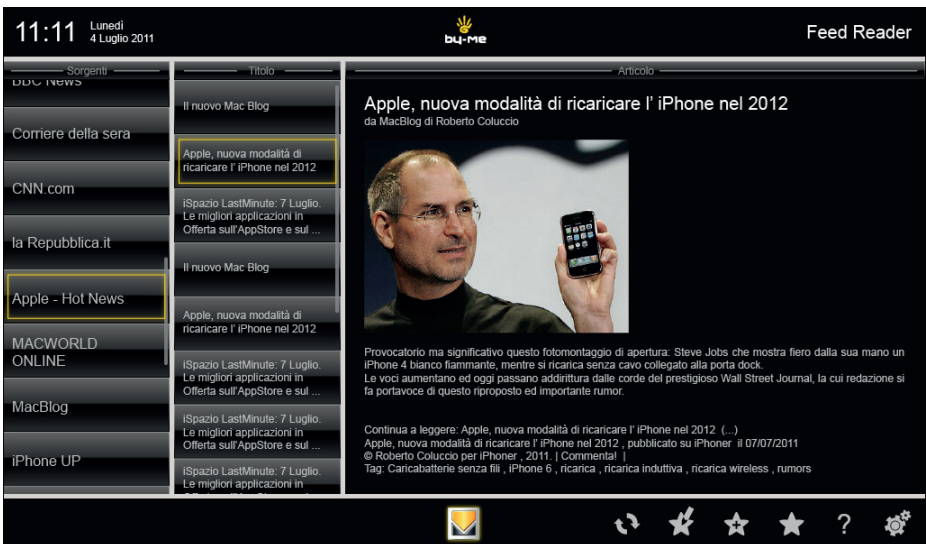 11:11
Lunedì
4 Luglio 2011
by-me
Feed Reader
Sorgenti
BBC News
Corriere della sera
CNN.com
la Repubblica.it
Apple - Hot News
MACWORLD
ONLINE
MacBlog
iPhone UP
Titolo
Il nuovo Mac Blog
Apple, nuova modalità di
ricaricare l' iPhone nel 2012
iSpazio LastMinute: 7 Luglio.
Le migliori applicazioni in
Offerta sull'AppStore e sul ...
Il nuovo Mac Blog
Apple, nuova modalità di
ricaricare l' iPhone nel 2012
iSpazio LastMinute: 7 Luglio.
Le migliori applicazioni in
Offerta sull'AppStore e sul ...
iSpazio LastMinute: 7 Luglio.
Le migliori applicazioni in
Offerta sull'AppStore e sul ...
iSpazio LastMinute: 7 Luglio.
Le migliori applicazioni in
Articolo
Apple, nuova modalità di ricaricare l' iPhone nel 2012
da MacBlog di Roberto Coluccio
Provocatorio ma significativo questo fotomontaggio di apertura: Steve Jobs che mostra fiero dalla sua mano un
iPhone 4 bianco fiammante, mentre si ricarica senza cavo collegato alla porta dock.
Le voci aumentano ed oggi passano addirittura dalle corde del prestigioso Wall Street Journal, la cui redazione si
fa portavoce di questo riproposto ed importante rumor.
Continua a leggere: Apple, nuova modalità di ricaricare l' iPhone nel 2012 (...)
Apple, nuova modalità di ricaricare l' iPhone nel 2012 , pubblicato su iPhoner il 07/07/2011
© Roberto Coluccio per iPhoner , 2011. | Commenta! |
Tag: Caricabatterie senza fili , iPhone 6 , ricarica , ricarica induttiva , ricarica wireless , rumors
?